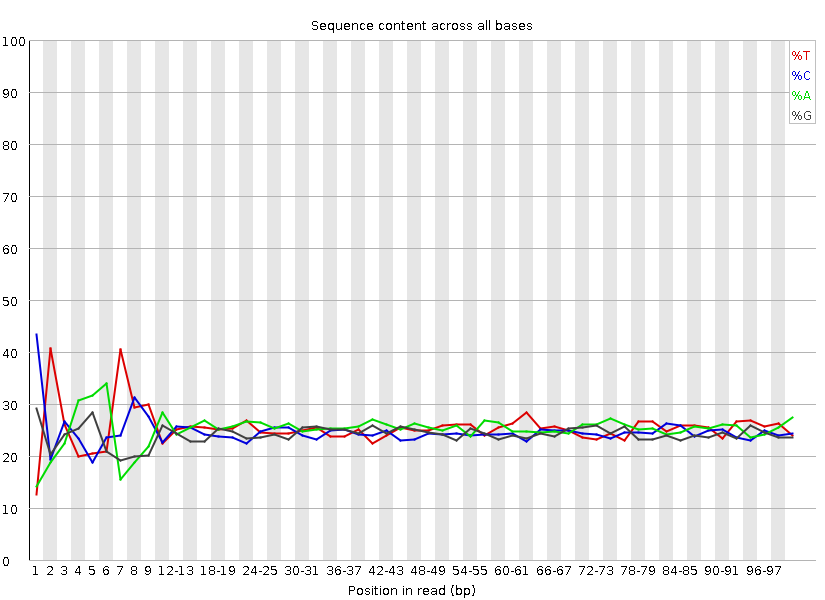 Sequence content across all bases
100
90
80
70
60
50
40
30
20
10
0
%T
%C
%A
%G
1 2 3 4 5 6 7 8 9 12-13 18-19 24-25 30-31 36-37 42-43 48-49 54-55 60-61 66-67 72-73 78-79 84-85 90-91 96-97
Position in read (bp)